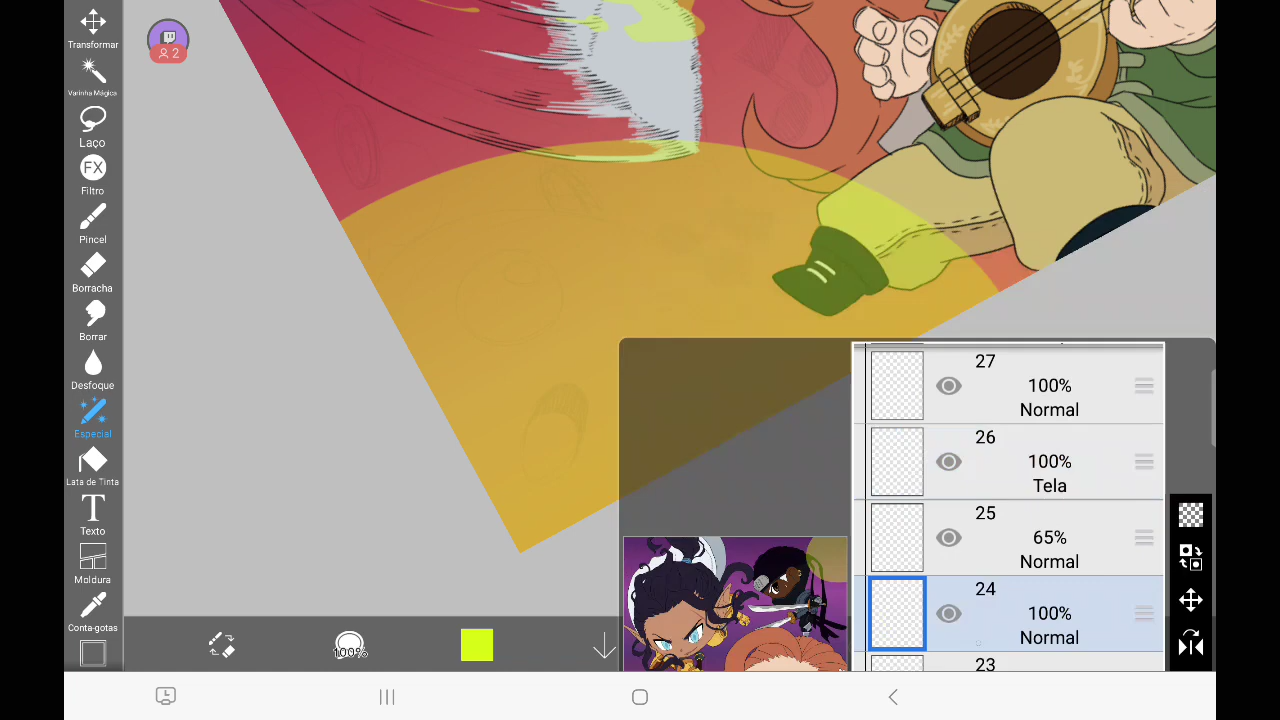 Transformar
2
Varinha Mágica
Laço
FX
Filtro
Pincel
Borracha
Borrar
Desfoque
Especial
Lata de Tinta
T
Texto
Moldura
Conta-gotas
100%
27
100%
Normal
26
100%
Tela
25
65%
Normal
24
100%
Normal
23